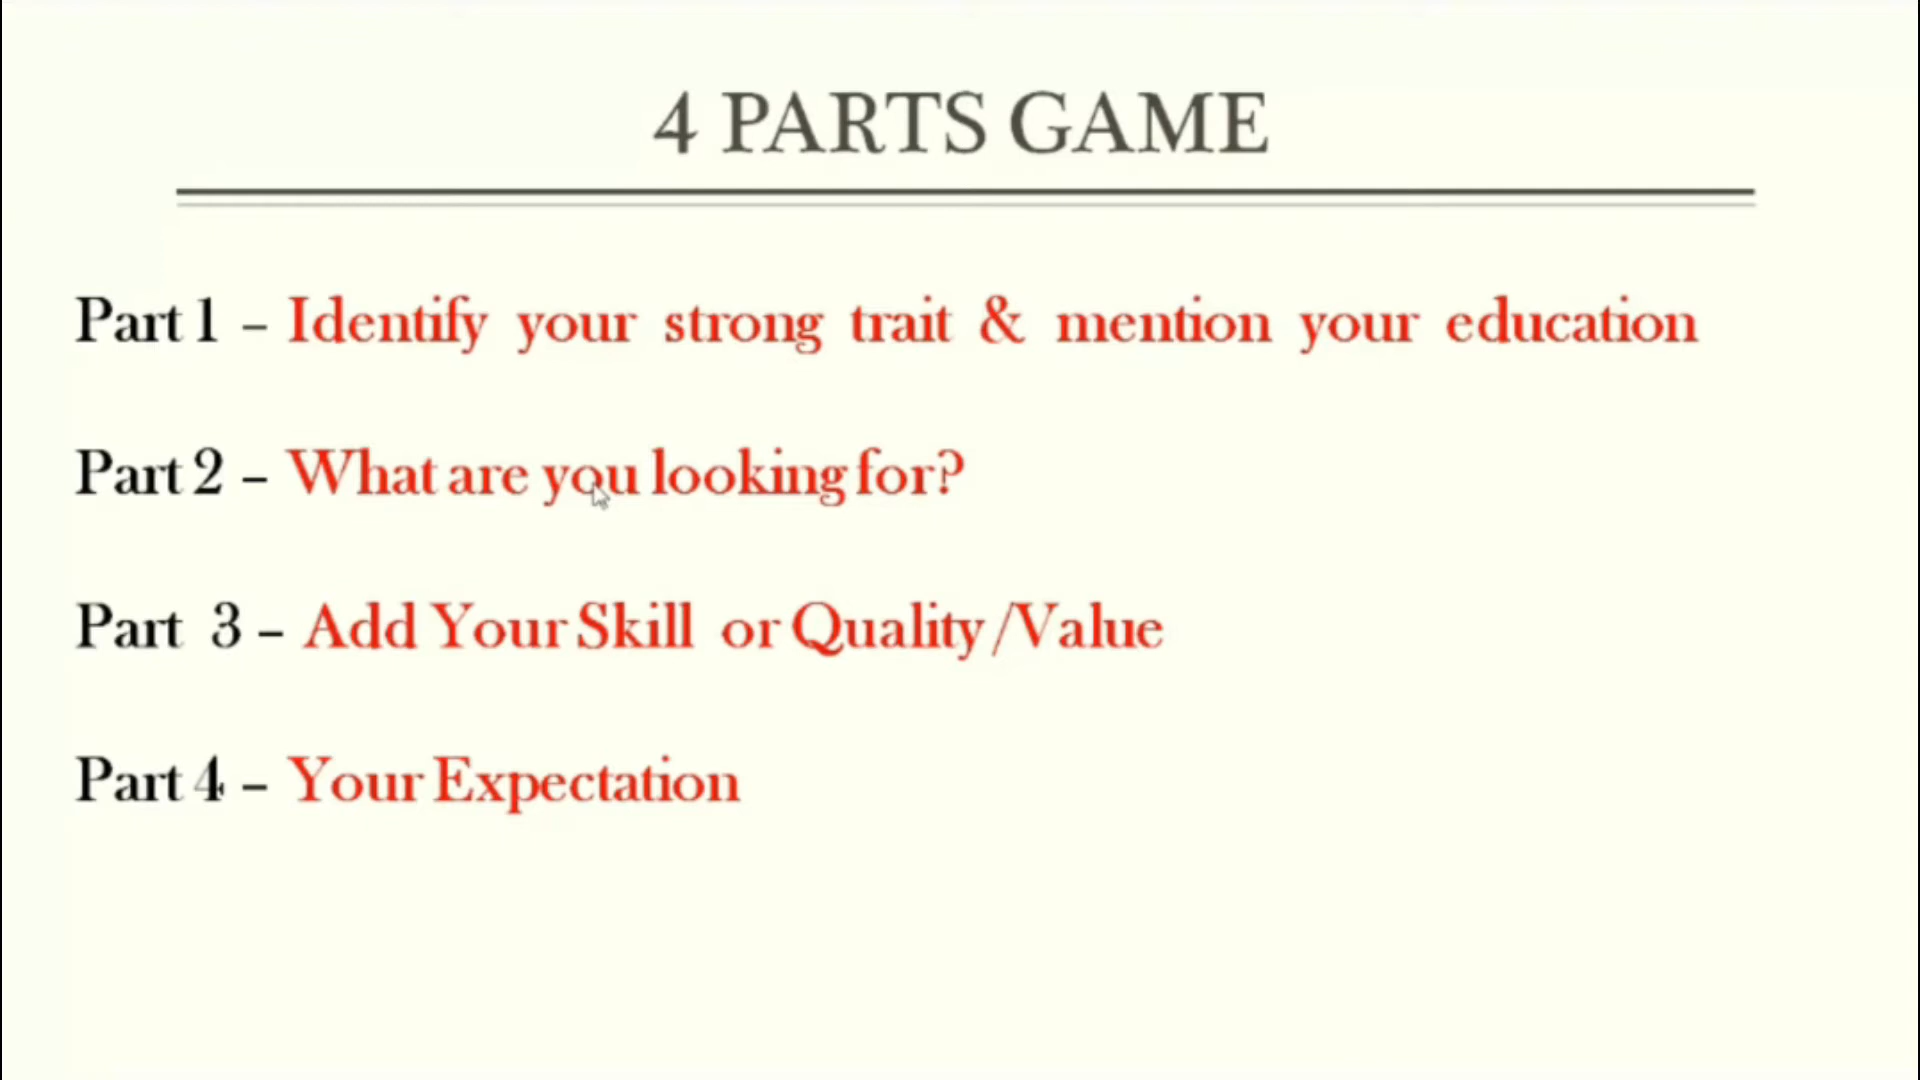 4 PARTS GAME
Part 1 – Identify your strong trait & mention your education
Part 2 – What are you looking for?
Part 3 – Add Your Skill or Quality /Value
Part 4 – Your Expectation